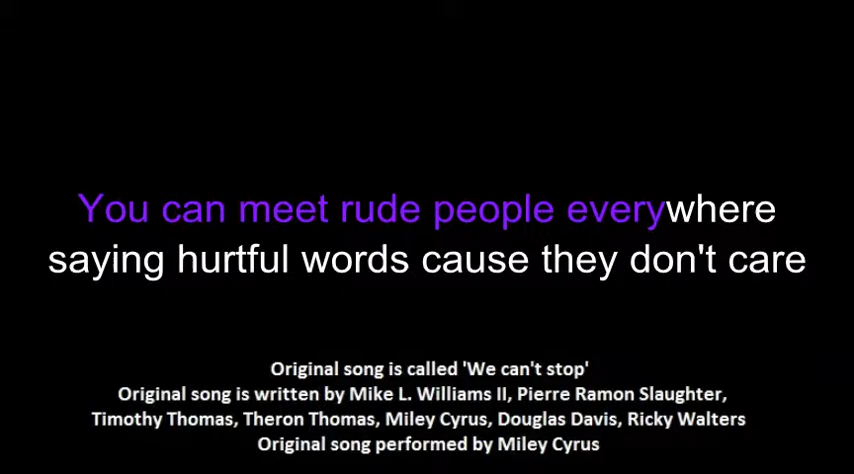 You can meet rude people everywhere
saying hurtful words cause they don't care
Original song is called 'We can't stop'
Original song is written by Mike L. Williams II, Pierre Ramon Slaughter,
Timothy Thomas, Theron Thomas, Miley Cyrus, Douglas Davis, Ricky Walters
Original song performed by Miley Cyrus